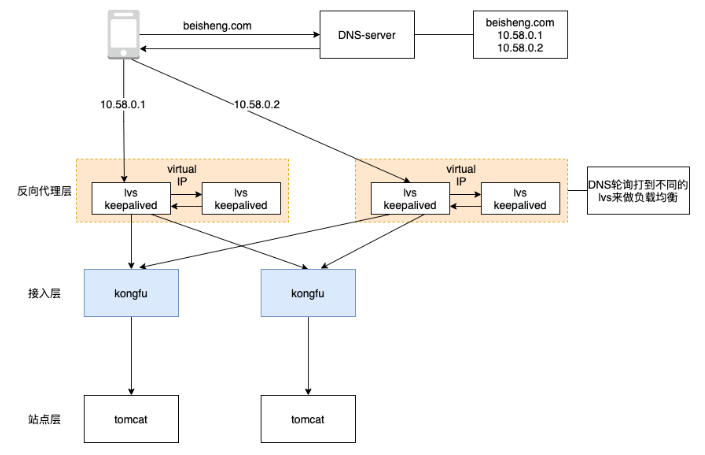 beisheng.com
DNS-server
beisheng.com
10.58.0.1
10.58.0.2
10.58.0.1
10.58.0.2
反向代理层
virtual
IP
lvs
keepalived
lvs
keepalived
virtual
IP
lvs
keepalived
lvs
keepalived
DNS轮询打到不同的
lvs来做负载均衡
接入层
kongfu
kongfu
站点层
tomcat
tomcat